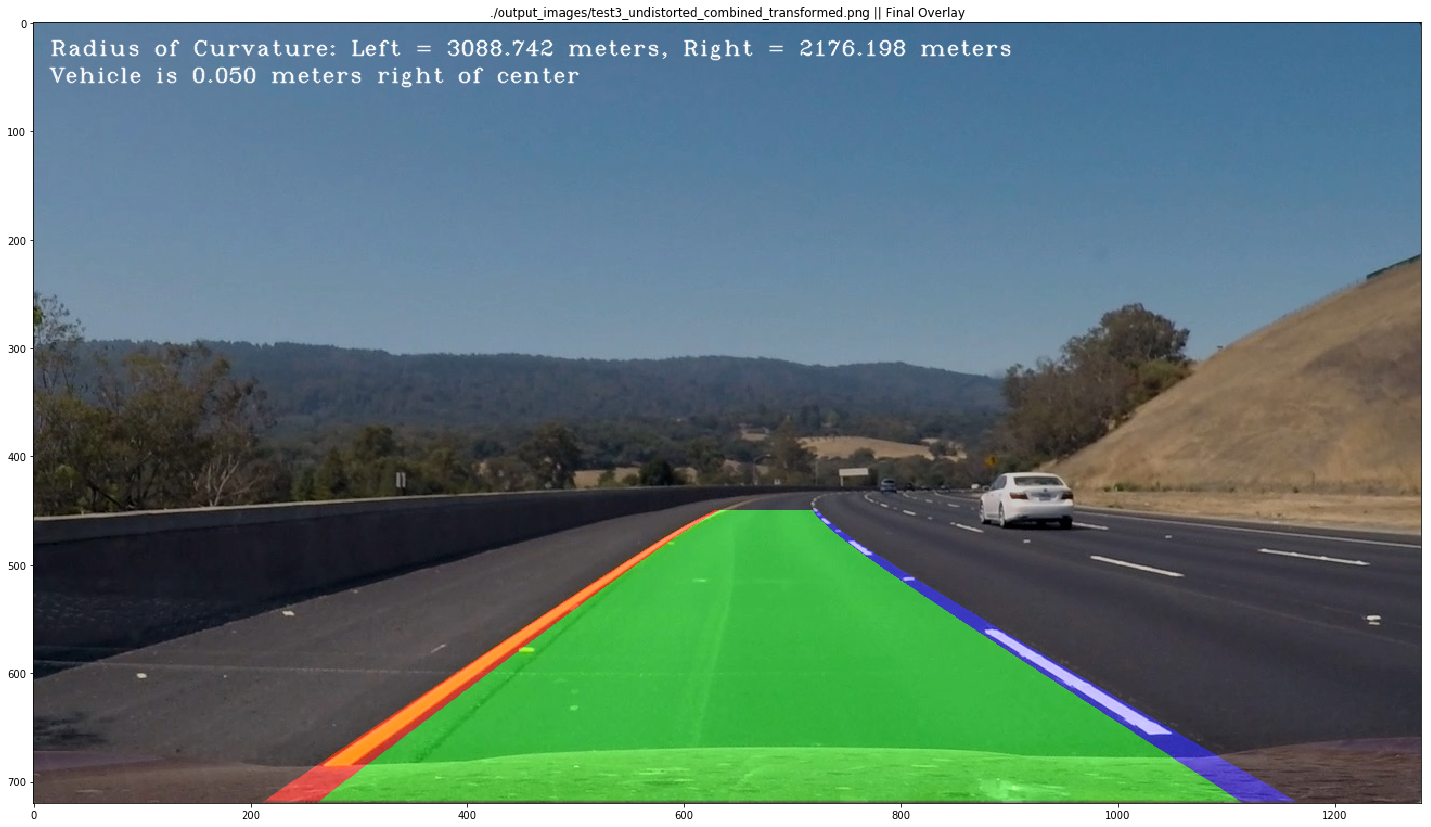 ./output_images/test3_undistorted_combined_transformed.png || Final Overlay
Radius of Curvature: Left = 3088.742 meters, Right = 2176.198 meters
Vehicle is 0.050 meters right of center
0
100
200
300
400
500
600
700
0 200 400 600 800 1000 1200